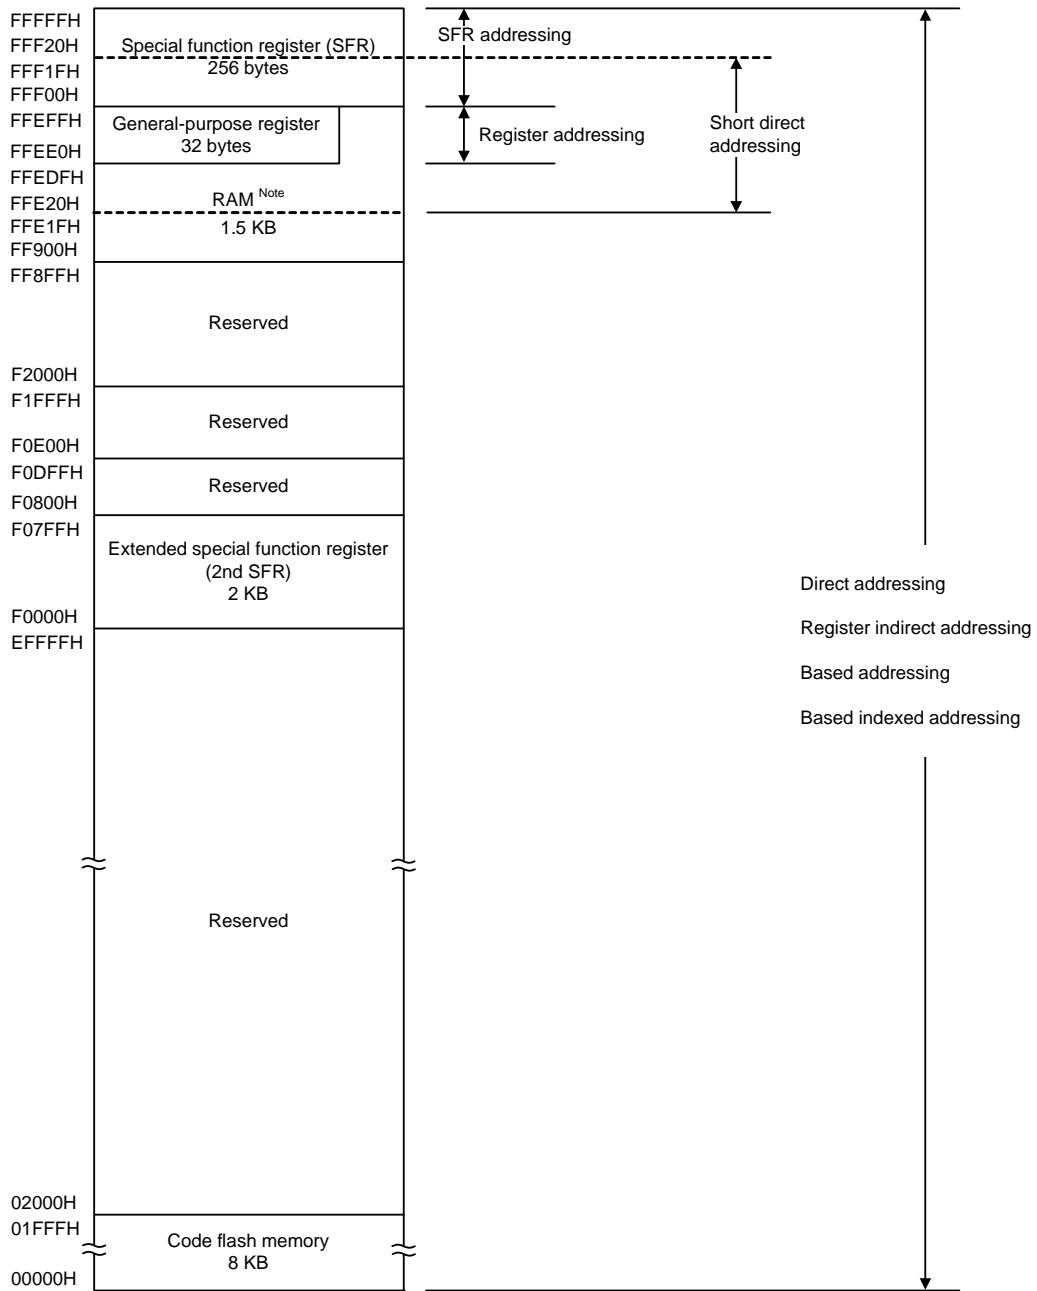 FFFFFH
SFR addressing
FFF20H
Special function register (SFR)
256 bytes
FFF1FH
FFF00H
FFEFFH
General-purpose register
32 bytes
Register addressing
Short direct
addressing
FFEE0H
FFEDFH
RAM Note
FFE20H
FFE1FH
1.5 KB
FF900H
FF8FFH
Reserved
F2000H
F1FFFH
Reserved
F0E00H
F0DFFH
Reserved
F0800H
F07FFH
Extended special function register
(2nd SFR)
2 KB
F0000H
EFFFFH
Direct addressing
Register indirect addressing
Based addressing
Based indexed addressing
Reserved
02000H
01FFFH
Code flash memory
8 KB
00000H